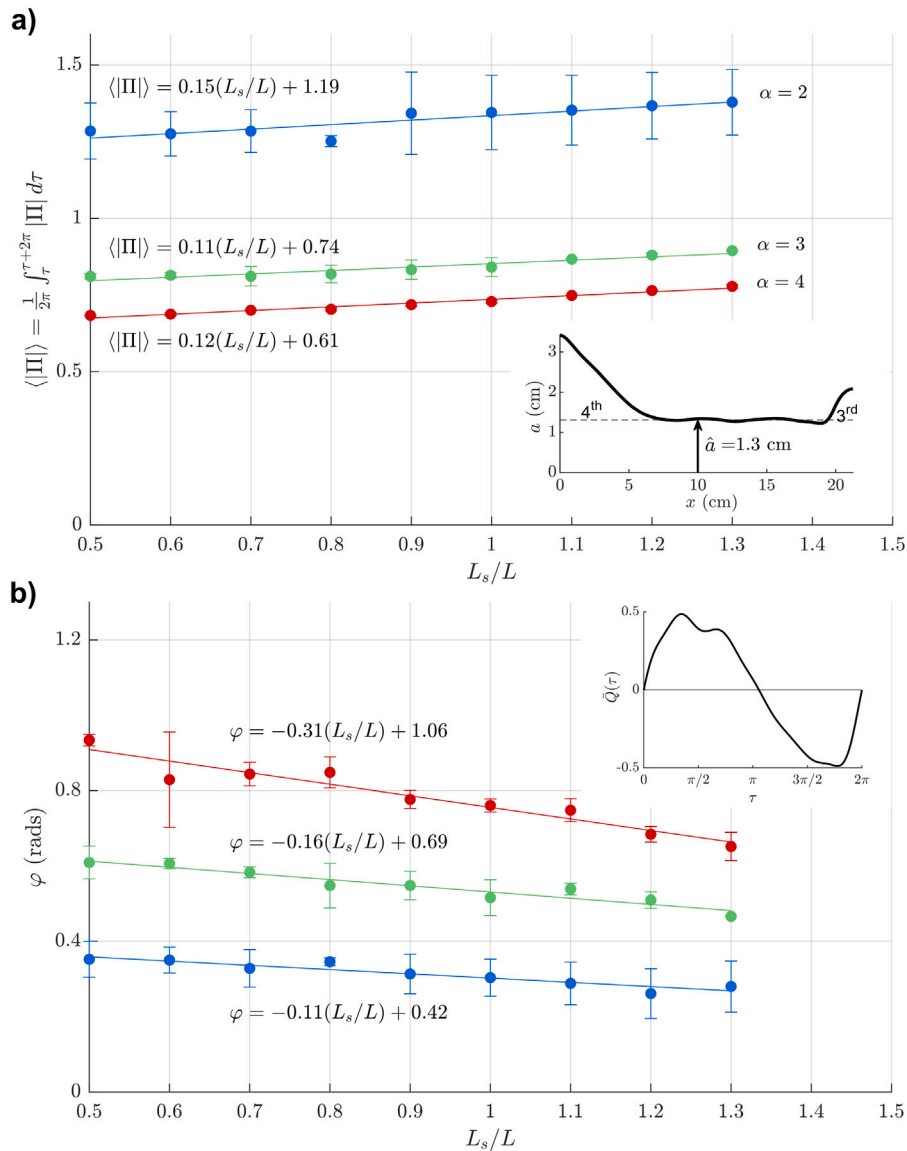 a)
⟨|Π|⟩ = 1/2π ∫_τ^{τ+2π} |Π| dτ
1.5
1
0.5
0
⟨|Π|⟩ = 0.15(L_s/L) + 1.19
α = 2
⟨|Π|⟩ = 0.11(L_s/L) + 0.74
α = 3
α = 4
⟨|Π|⟩ = 0.12(L_s/L) + 0.61
a (cm)
3
2
1
0
4th
3rd
â = 1.3 cm
0 5 10 15 20
x (cm)
0.5 0.6 0.7 0.8 0.9 1 1.1 1.2 1.3 1.4 1.5
L_s/L
b)
φ (rads)
1.2
0.8
0.4
0
0.5
0
-0.5
Q̄(τ)
0 π/2 π 3π/2 2π
τ
φ = −0.31(L_s/L) + 1.06
φ = −0.16(L_s/L) + 0.69
φ = −0.11(L_s/L) + 0.42
0.5 0.6 0.7 0.8 0.9 1 1.1 1.2 1.3 1.4 1.5
L_s/L